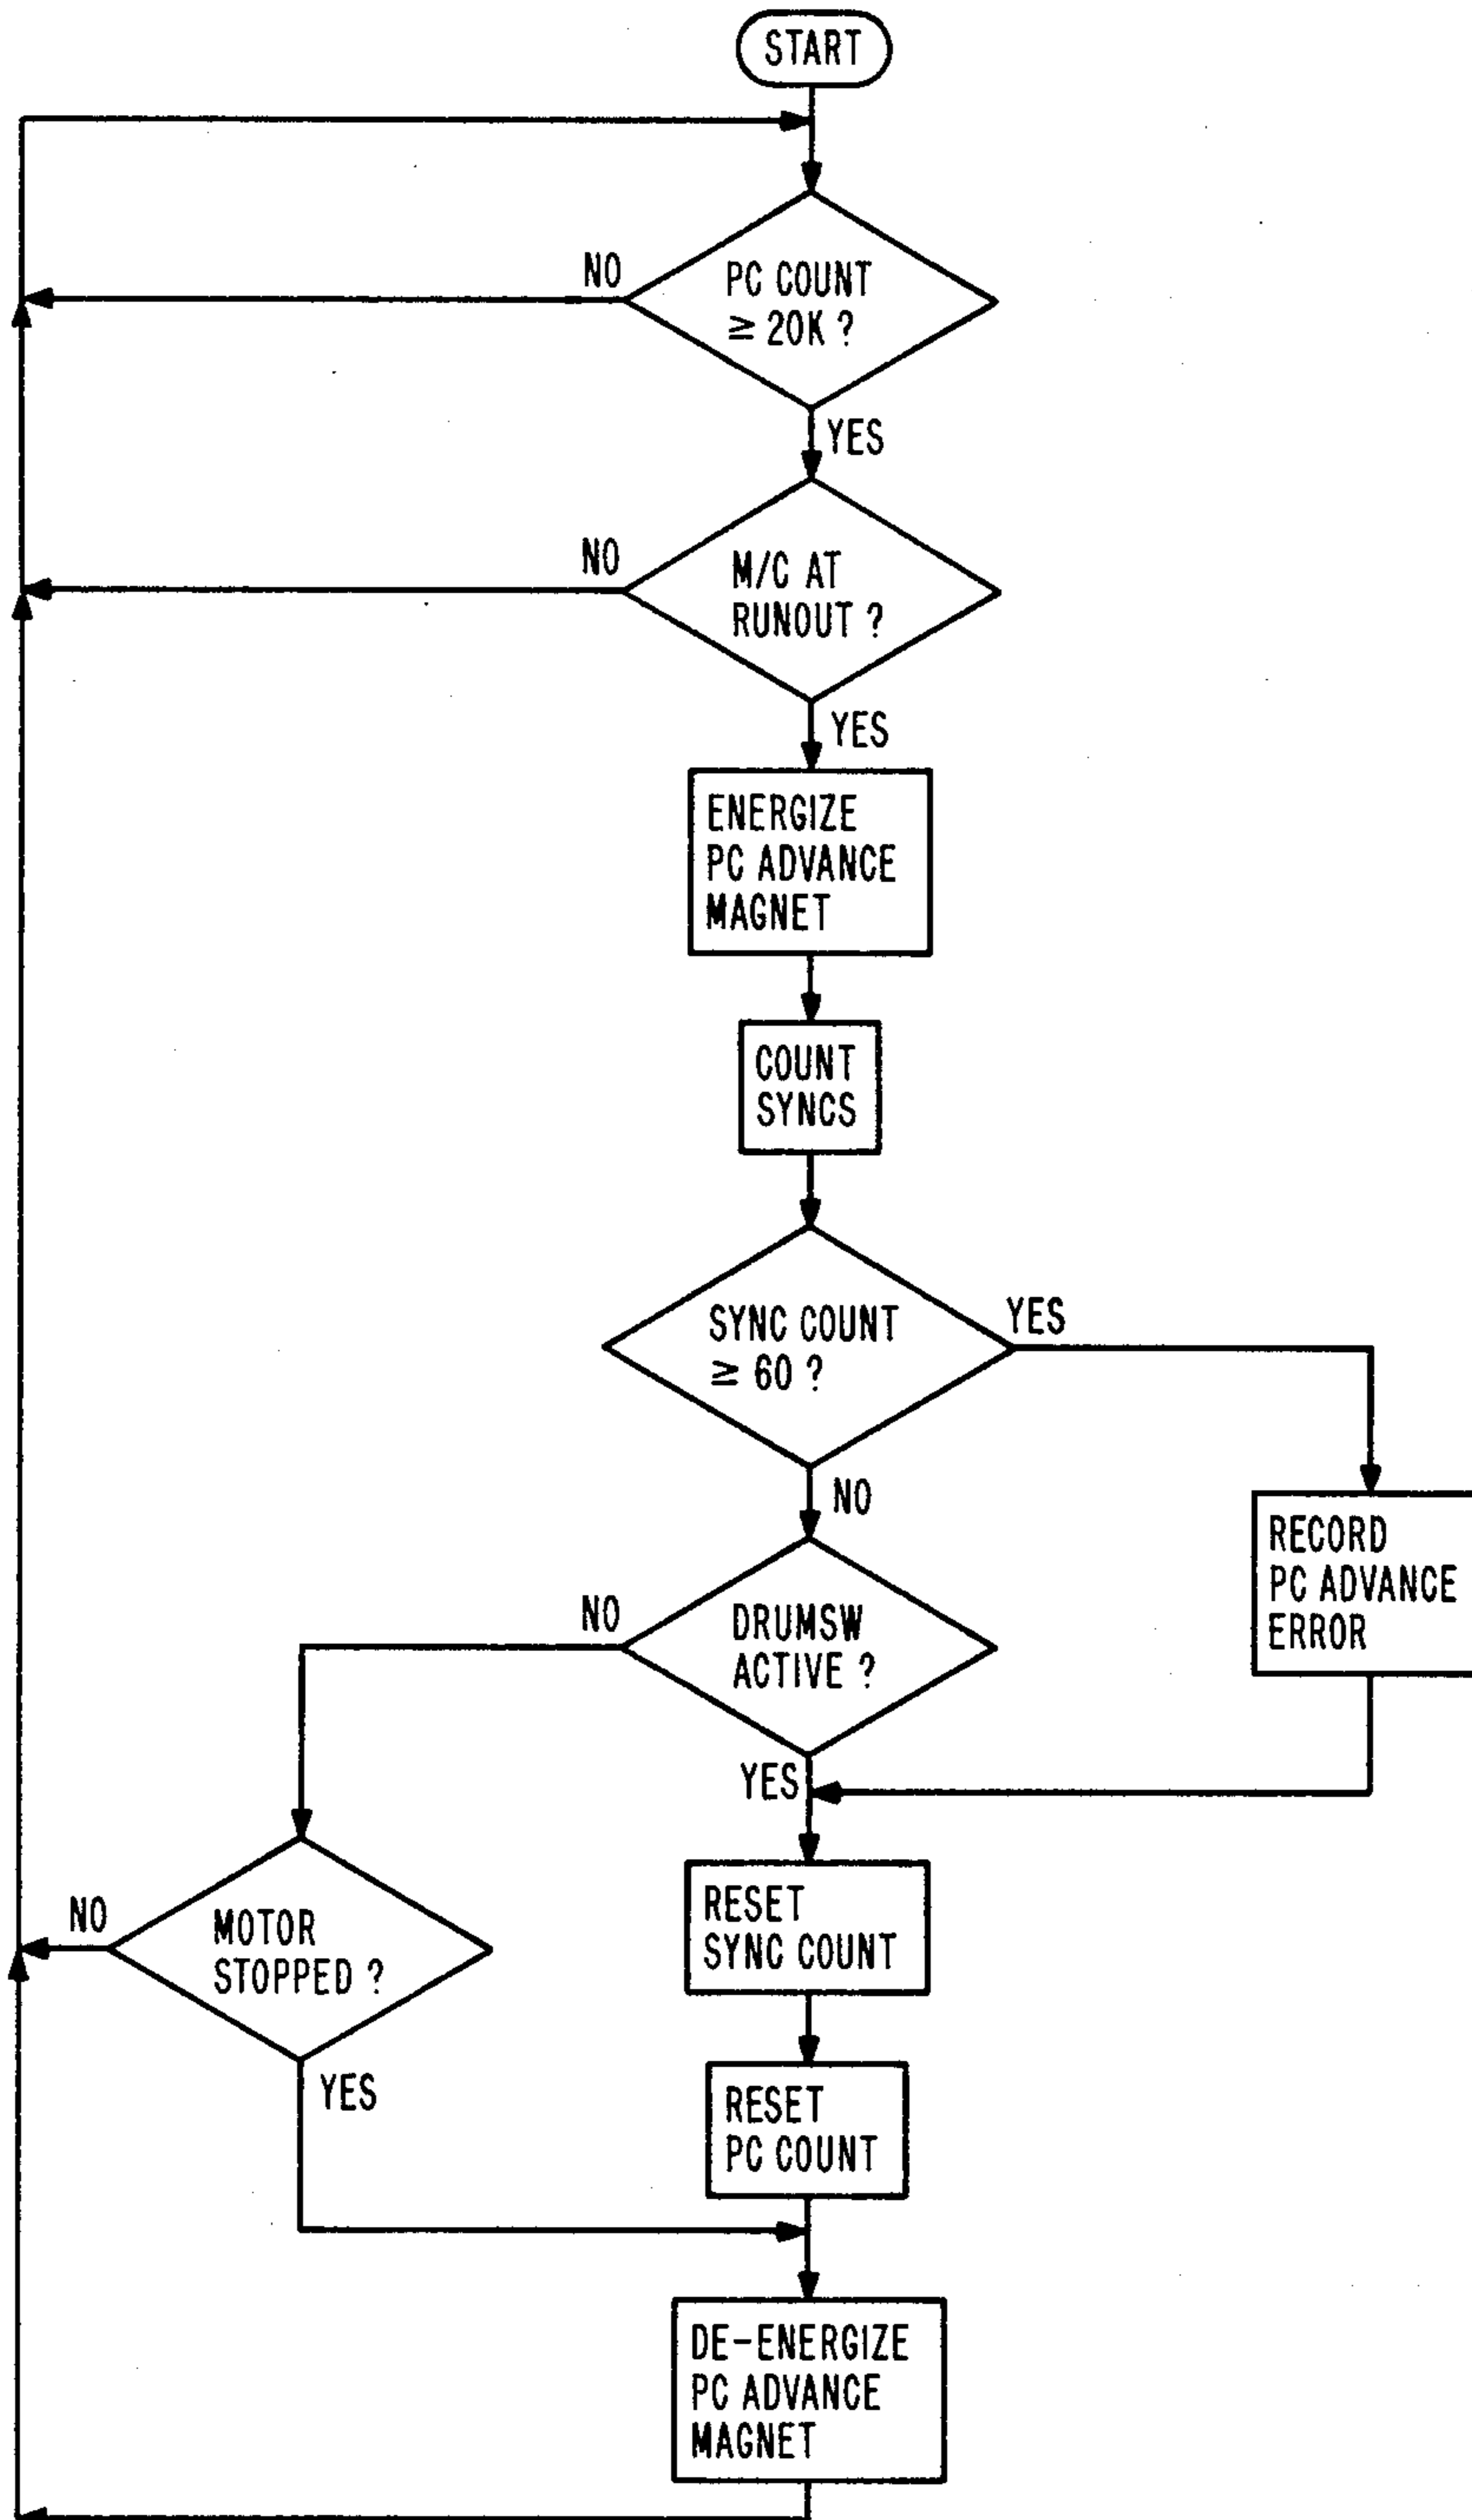 START
NO
PC COUNT
≥ 20K ?
YES
NO
M/C AT
RUNOUT ?
YES
ENERGIZE
PC ADVANCE
MAGNET
COUNT
SYNCS
SYNC COUNT
≥ 60 ?
YES
NO
RECORD
PC ADVANCE
ERROR
NO
DRUMSW
ACTIVE ?
YES
NO
MOTOR
STOPPED ?
YES
RESET
SYNC COUNT
RESET
PC COUNT
DE-ENERGIZE
PC ADVANCE
MAGNET